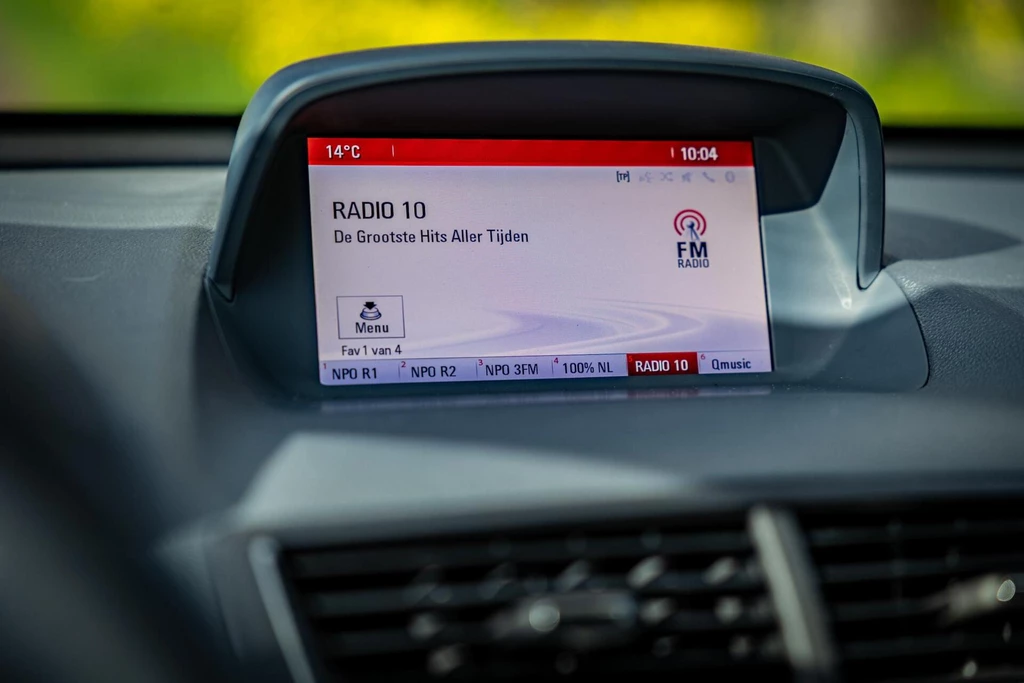 14°C 10:04
[TP]
RADIO 10
De Grootste Hits Aller Tijden
FM
RADIO
Menu
Fav 1 van 4
1 NPO R1 2 NPO R2 3 NPO 3FM 4 100% NL RADIO 10 6 Qmusic